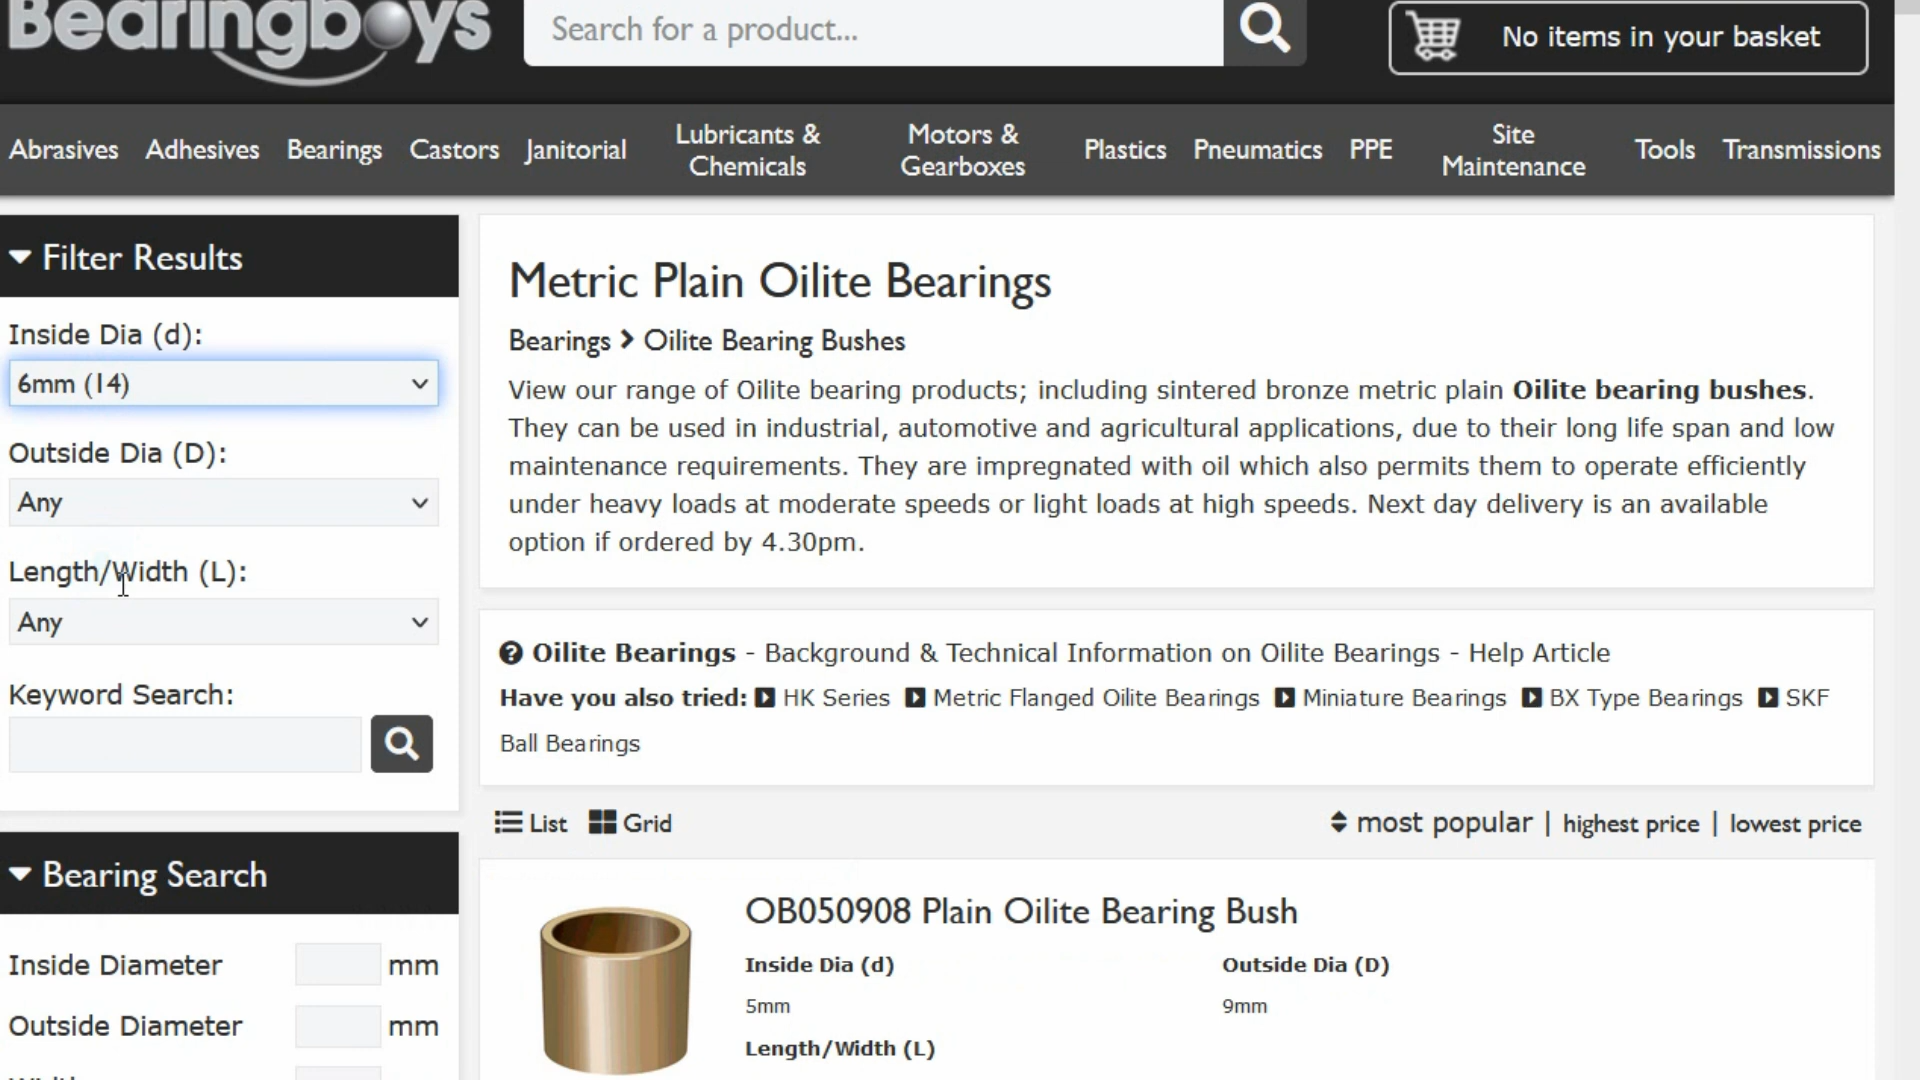 Bearingboys
Search for a product...
No items in your basket
Abrasives Adhesives Bearings Castors Janitorial Lubricants & Chemicals Motors & Gearboxes Plastics Pneumatics PPE Site Maintenance Tools Transmissions
Filter Results
Inside Dia (d):
6mm (14)
Outside Dia (D):
Any
Length/Width (L):
Any
Keyword Search:
Bearing Search
Inside Diameter mm
Outside Diameter mm
Metric Plain Oilite Bearings
Bearings > Oilite Bearing Bushes
View our range of Oilite bearing products; including sintered bronze metric plain Oilite bearing bushes.
They can be used in industrial, automotive and agricultural applications, due to their long life span and low
maintenance requirements. They are impregnated with oil which also permits them to operate efficiently
under heavy loads at moderate speeds or light loads at high speeds. Next day delivery is an available
option if ordered by 4.30pm.
Oilite Bearings - Background & Technical Information on Oilite Bearings - Help Article
Have you also tried: HK Series Metric Flanged Oilite Bearings Miniature Bearings BX Type Bearings SKF
Ball Bearings
List Grid
most popular | highest price | lowest price
OB050908 Plain Oilite Bearing Bush
Inside Dia (d) Outside Dia (D)
5mm 9mm
Length/Width (L)